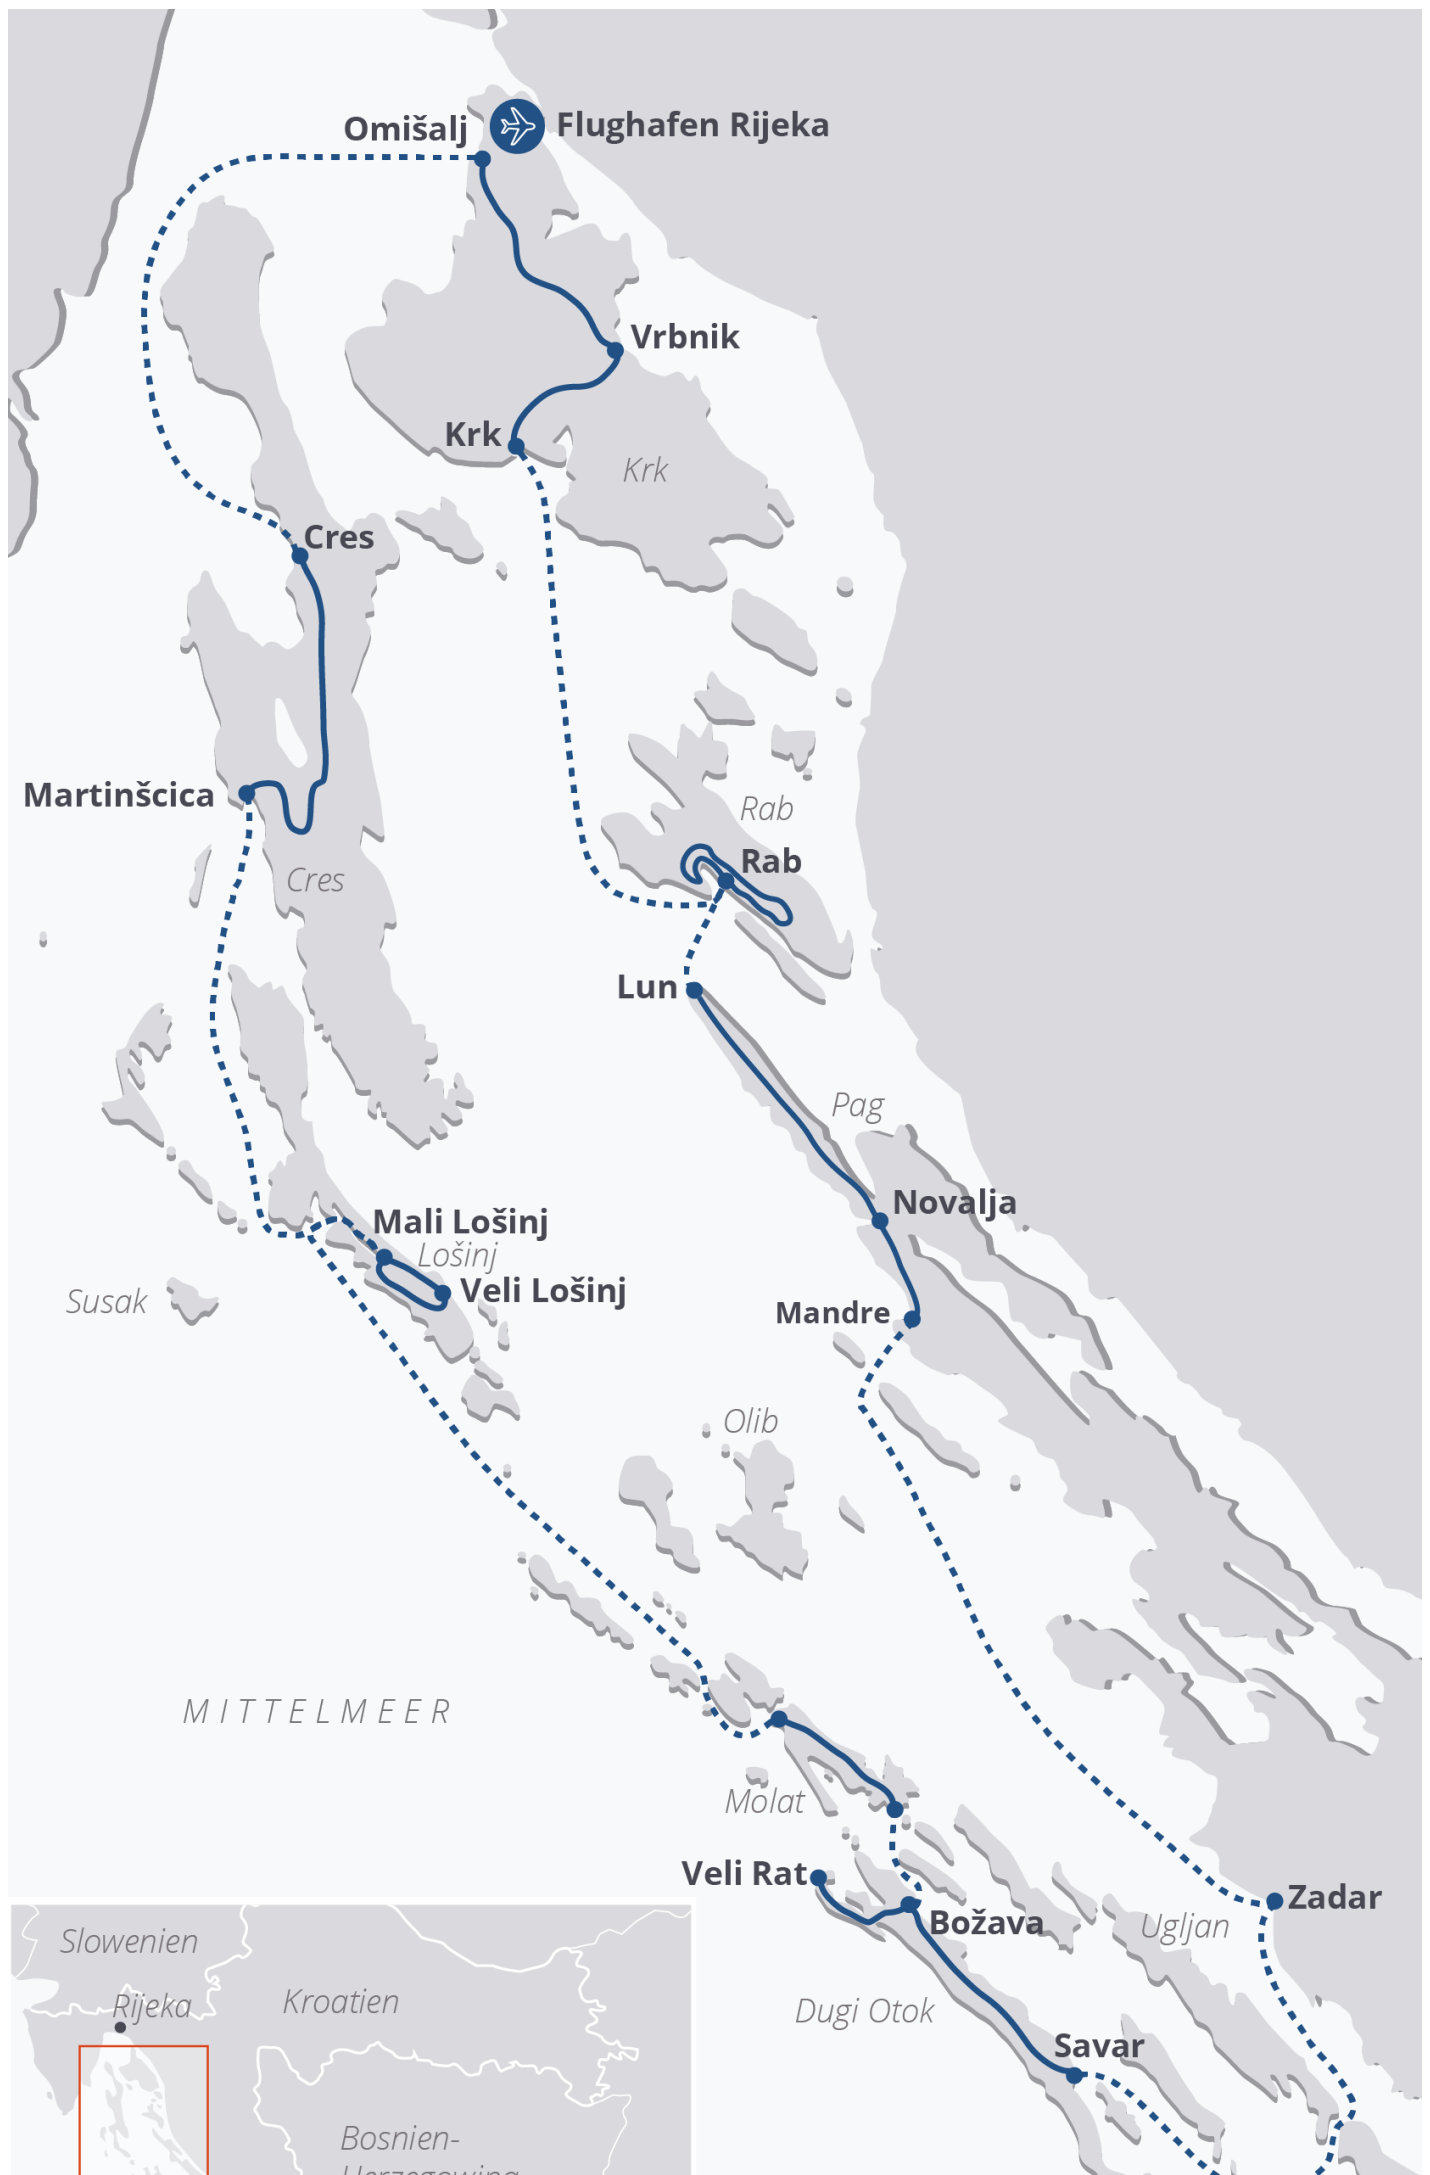 Omišalj
Flughafen Rijeka
Vrbnik
Krk
Krk
Cres
Martinšcica
Rab
Rab
Cres
Lun
Pag
Novalja
Mali Lošinj
Lošinj
Veli Lošinj
Susak
Mandre
Olib
MITTELMEER
Molat
Veli Rat
Zadar
Božava
Ugljan
Slowenien
Rijeka
Kroatien
Dugi Otok
Savar
Bosnien-
Herzegowina